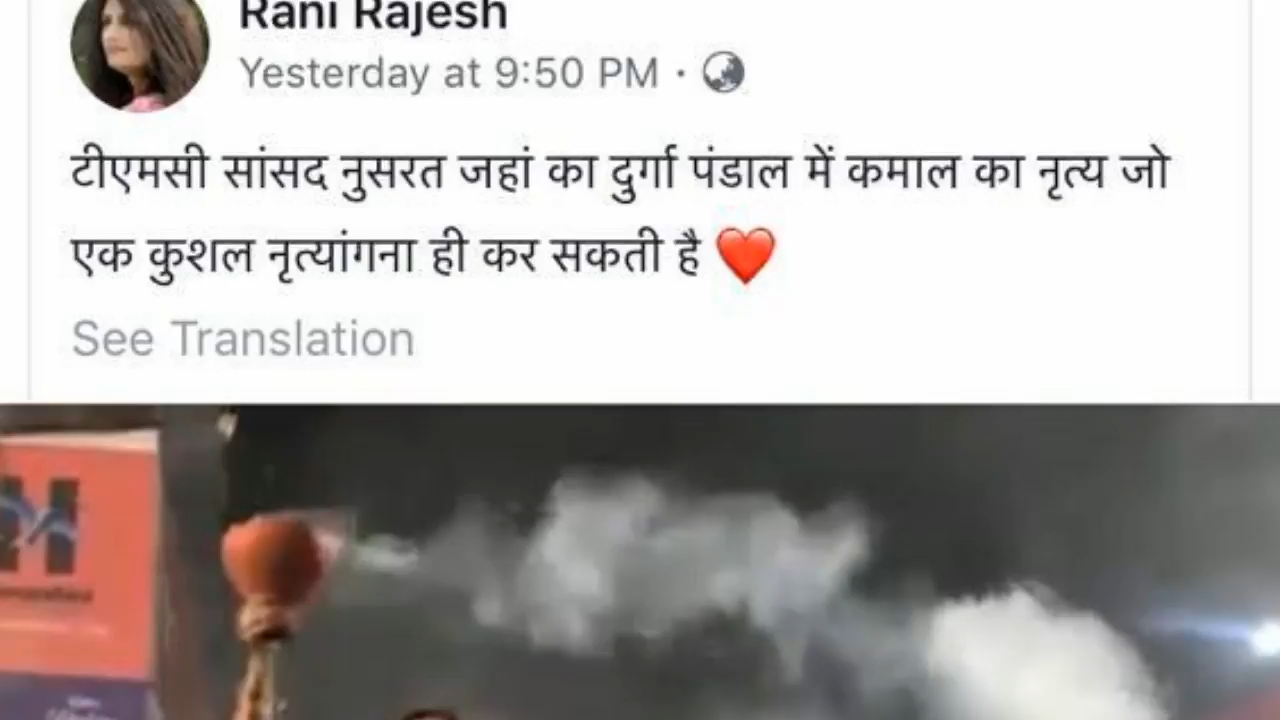 Rani Rajesh
Yesterday at 9:50 PM ·
टीएमसी सांसद नुसरत जहां का दुर्गा पंडाल में कमाल का नृत्य जो
एक कुशल नृत्यांगना ही कर सकती है ❤️
See Translation